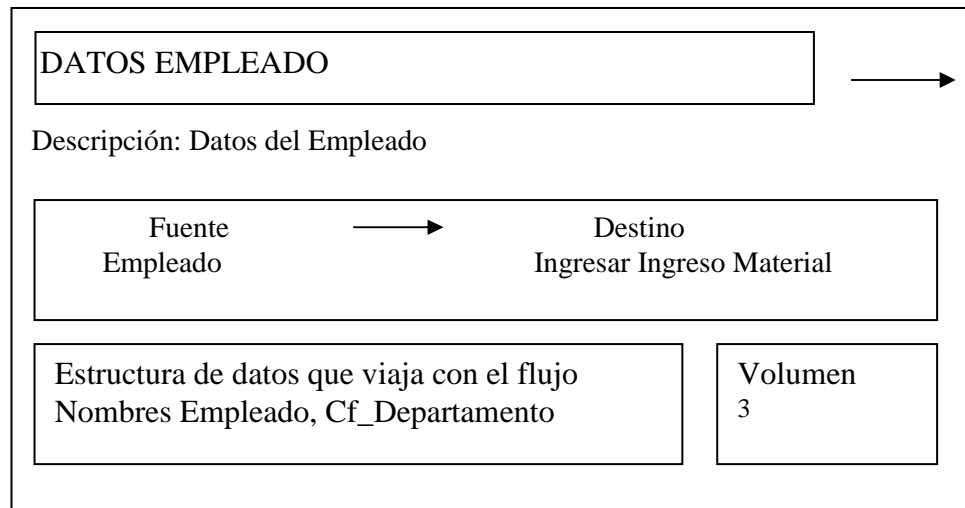 DATOS EMPLEADO
Descripción: Datos del Empleado
Fuente Destino
Empleado Ingresar Ingreso Material
Estructura de datos que viaja con el flujo
Nombres Empleado, Cf_Departamento
Volumen
3